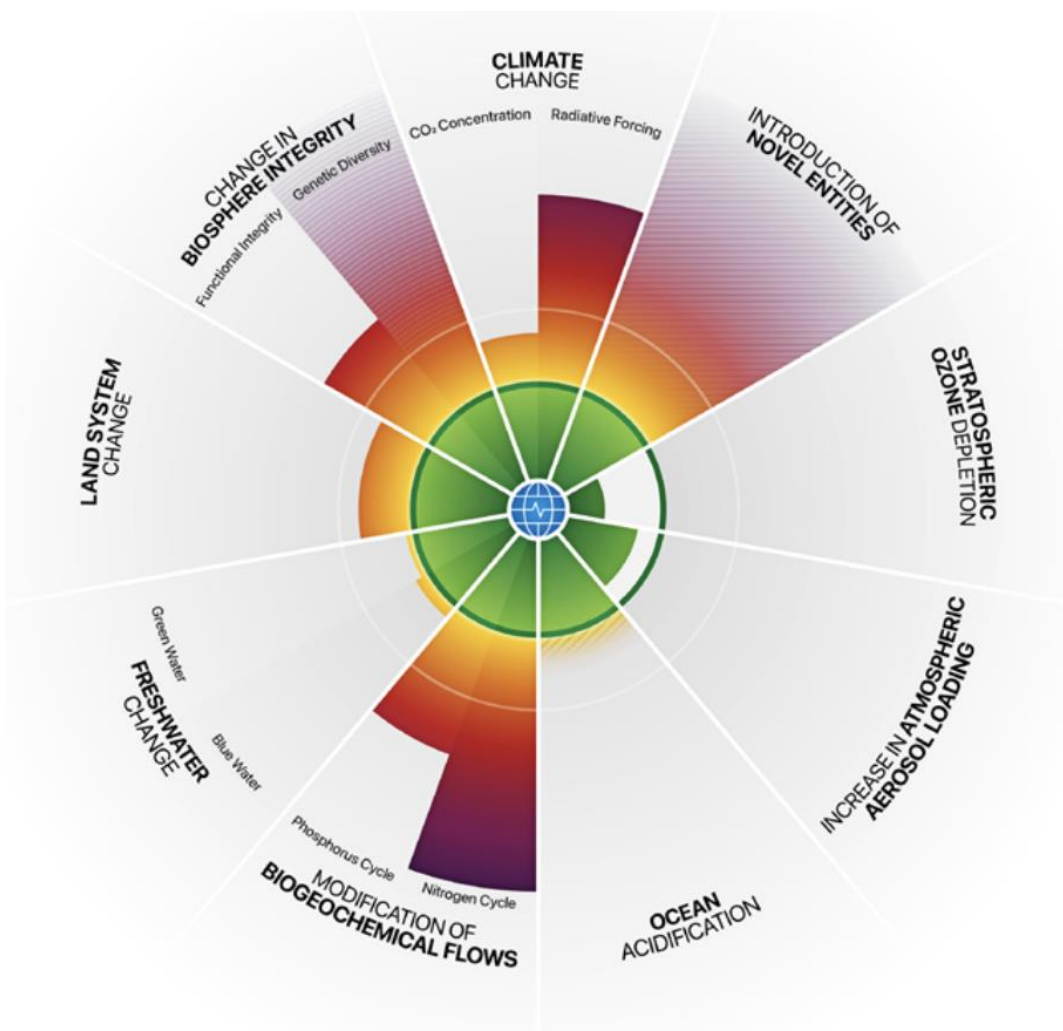 CLIMATE
CHANGE
CO₂ Concentration
Radiative Forcing
INTRODUCTION OF
NOVEL ENTITIES
STRATOSPHERIC
OZONE DEPLETION
INCREASE IN ATMOSPHERIC
AEROSOL LOADING
OCEAN
ACIDIFICATION
MODIFICATION OF
BIOGEOCHEMICAL FLOWS
Phosphorus Cycle
Nitrogen Cycle
FRESHWATER
CHANGE
Green Water
Blue Water
LAND SYSTEM
CHANGE
CHANGE IN
BIOSPHERE INTEGRITY
Functional Integrity
Genetic Diversity